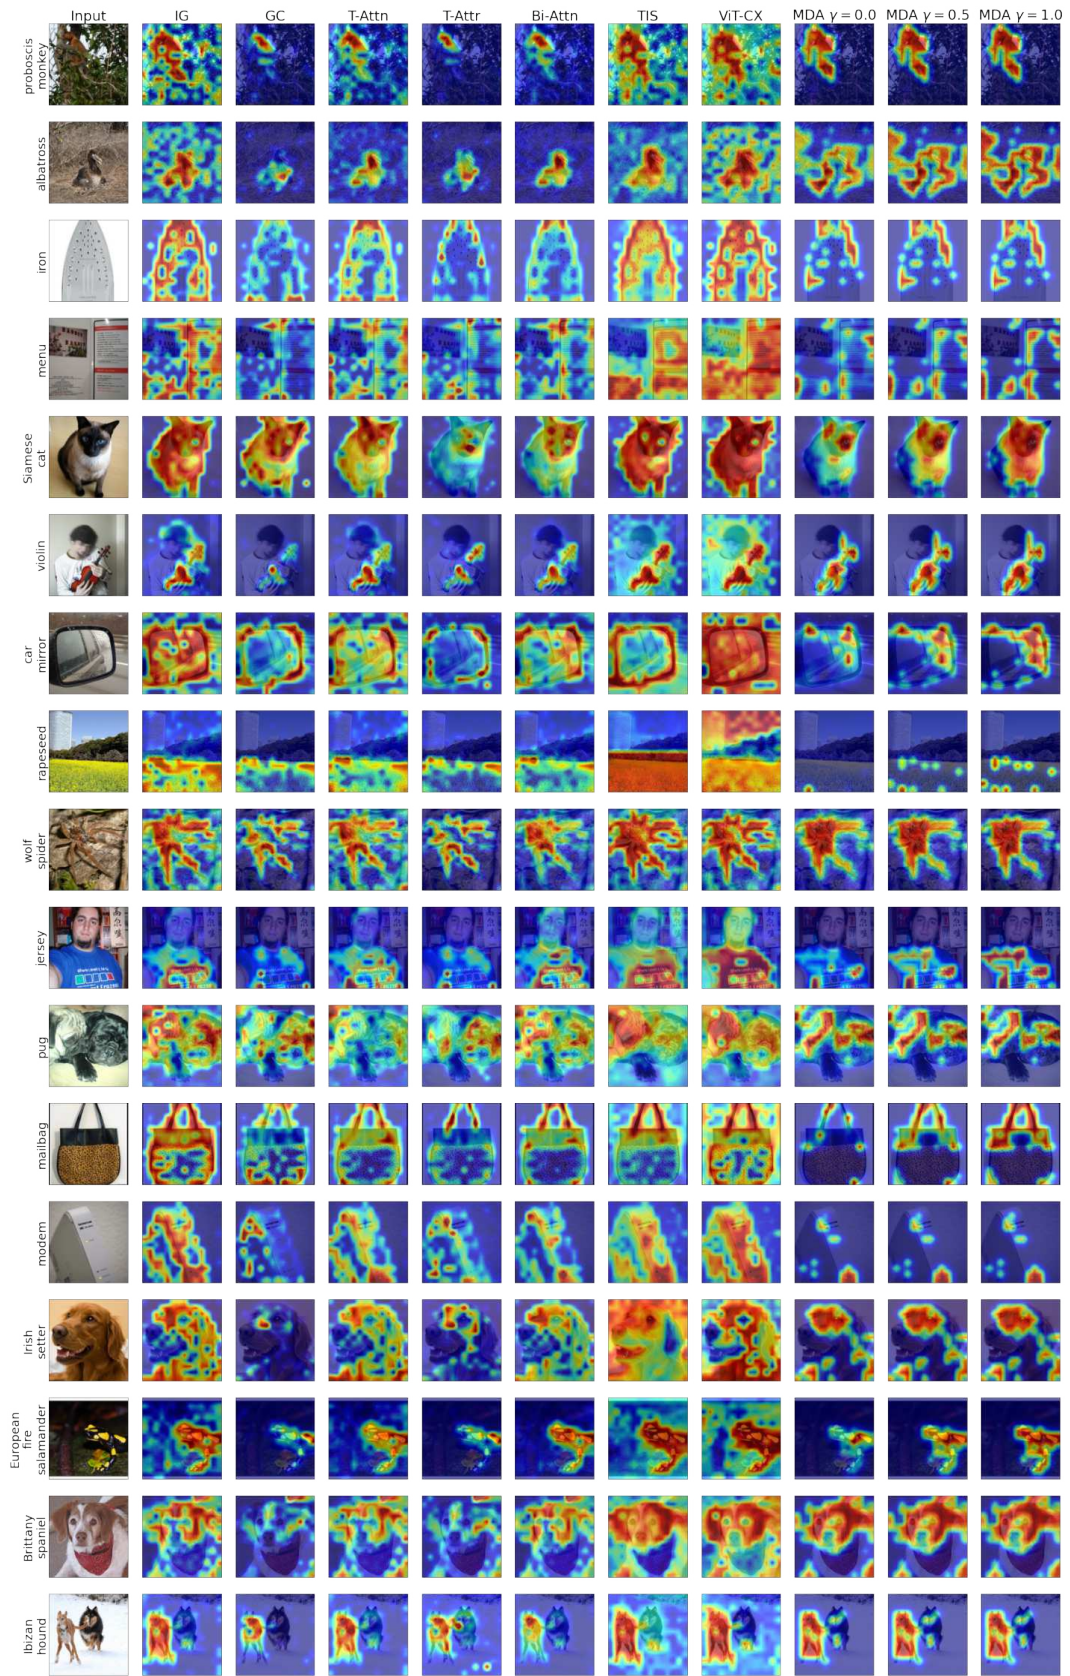 Input IG GC T-Attn T-Attr Bi-Attn TIS ViT-CX MDA γ = 0.0 MDA γ = 0.5 MDA γ = 1.0
proboscis
monkey
albatross
iron
menu
Siamese
cat
violin
car
mirror
rapeseed
wolf
spider
jersey
pug
mailbag
modem
Irish
setter
European
fire
salamander
Brittany
spaniel
Ibizan
hound